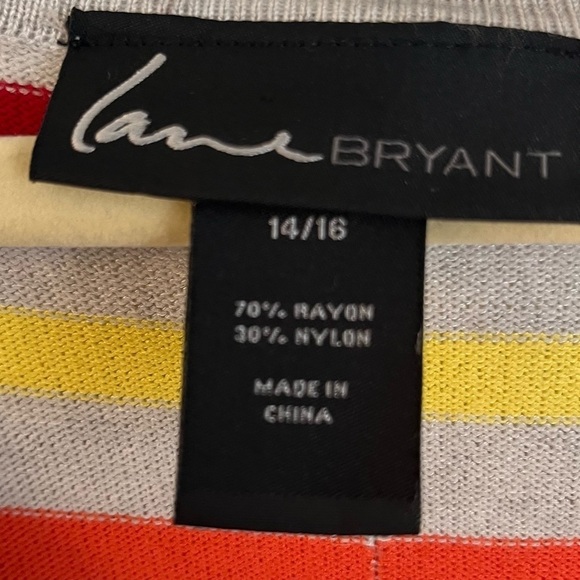 Lane BRYANT
14/16
70% RAYON
30% NYLON
MADE IN
CHINA